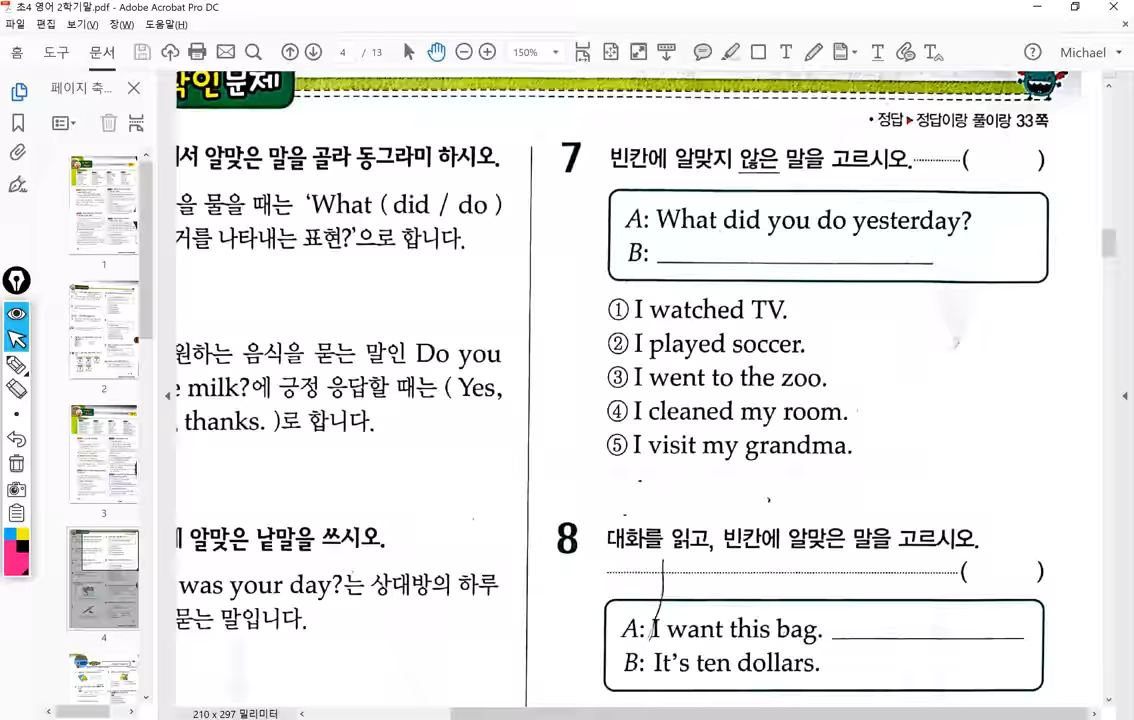 초4 영어 2학기말.pdf - Adobe Acrobat Pro DC
파일 편집 보기(V) 창(W) 도움말(H)
홈 도구 문서 4 / 13 150% Michael
페이지 축...
1
2
3
4
확인문제
• 정답 ▶ 정답이랑 풀이랑 33쪽
서 알맞은 말을 골라 동그라미 하시오.
을 물을 때는 ‘What ( did / do )
거를 나타내는 표현?’으로 합니다.
원하는 음식을 묻는 말인 Do you
milk?에 긍정 응답할 때는 ( Yes,
thanks. )로 합니다.
알맞은 낱말을 쓰시오.
was your day?는 상대방의 하루
묻는 말입니다.
7 빈칸에 알맞지 않은 말을 고르시오. ( )
A: What did you do yesterday?
B: ____________________
① I watched TV.
② I played soccer.
③ I went to the zoo.
④ I cleaned my room.
⑤ I visit my grandma.
8 대화를 읽고, 빈칸에 알맞은 말을 고르시오.
( )
A: I want this bag. ______________
B: It's ten dollars.
210 x 297 밀리미터